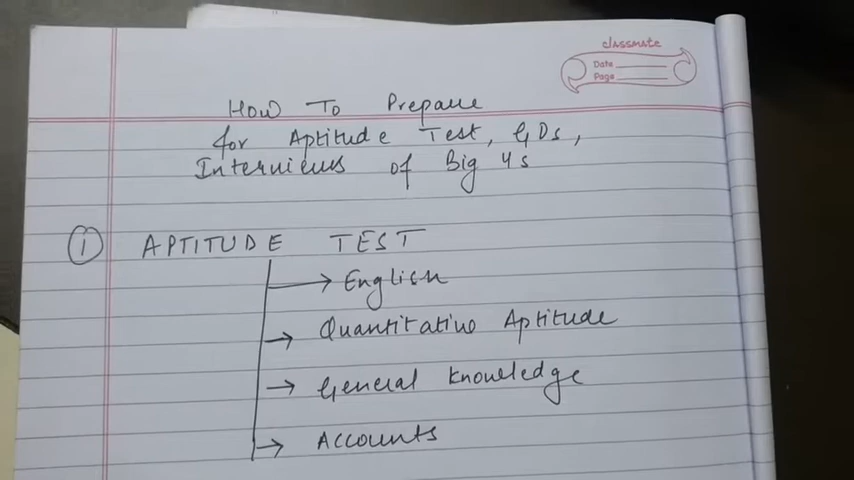 classmate
Date
Page
How To Prepare
for Aptitude Test, GDs,
Interviews of Big 4s
① APTITUDE TEST
→ English
→ Quantitative Aptitude
→ General Knowledge
→ Accounts